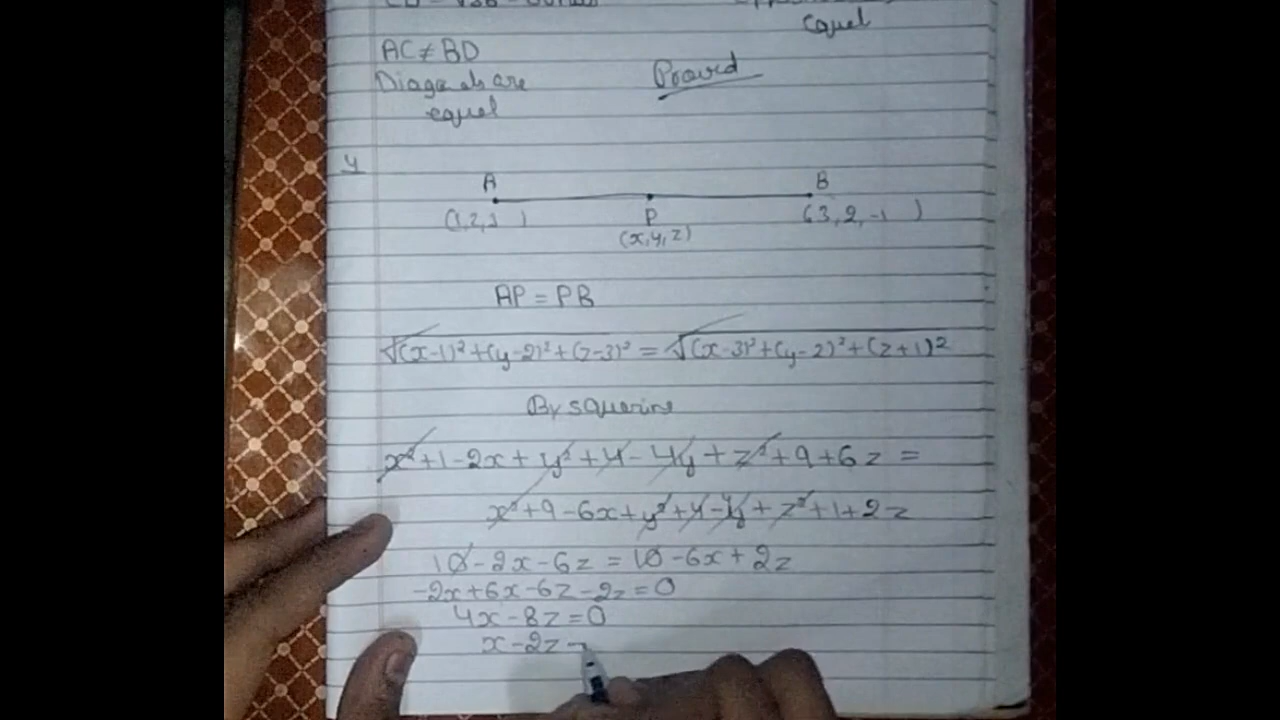 equel
AC ≠ BD
Diagonals are
equel
Proved
4
A B
(1,2,3 ) P (3, 2, -1 )
(x,y,z)
AP = PB
√(x-1)²+(y-2)²+(z-3)² = √(x-3)²+(y-2)²+(z+1)²
By squaring
x²+1-2x+y²+4-4y+z²+9+6z =
x²+9-6x+y²+4-4y+z²+1+2z
10-2x-6z = 10-6x+2z
-2x+6x-6z-2z=0
4x-8z=0
x-2z